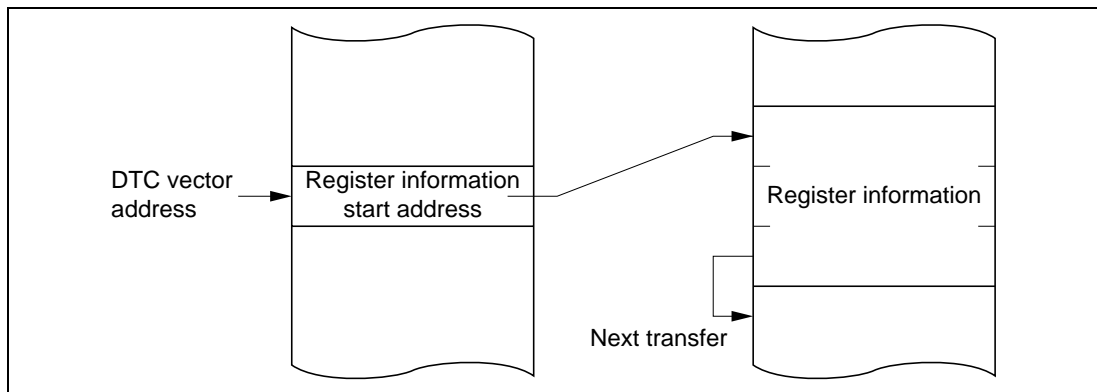 DTC vector
address
Register information
start address
Register information
Next transfer